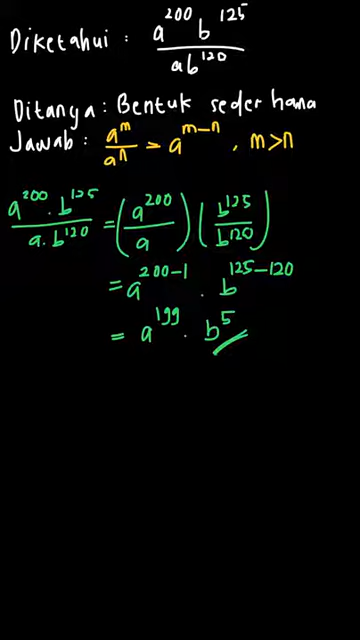 Diketahui : a^200 b^125 / ab^120
Ditanya : Bentuk sederhana
Jawab : a^m / a^n = a^(m-n) , m>n
a^200 . b^125 / a . b^120 = (a^200 / a) (b^125 / b^120)
= a^(200-1) . b^(125-120)
= a^199 . b^5